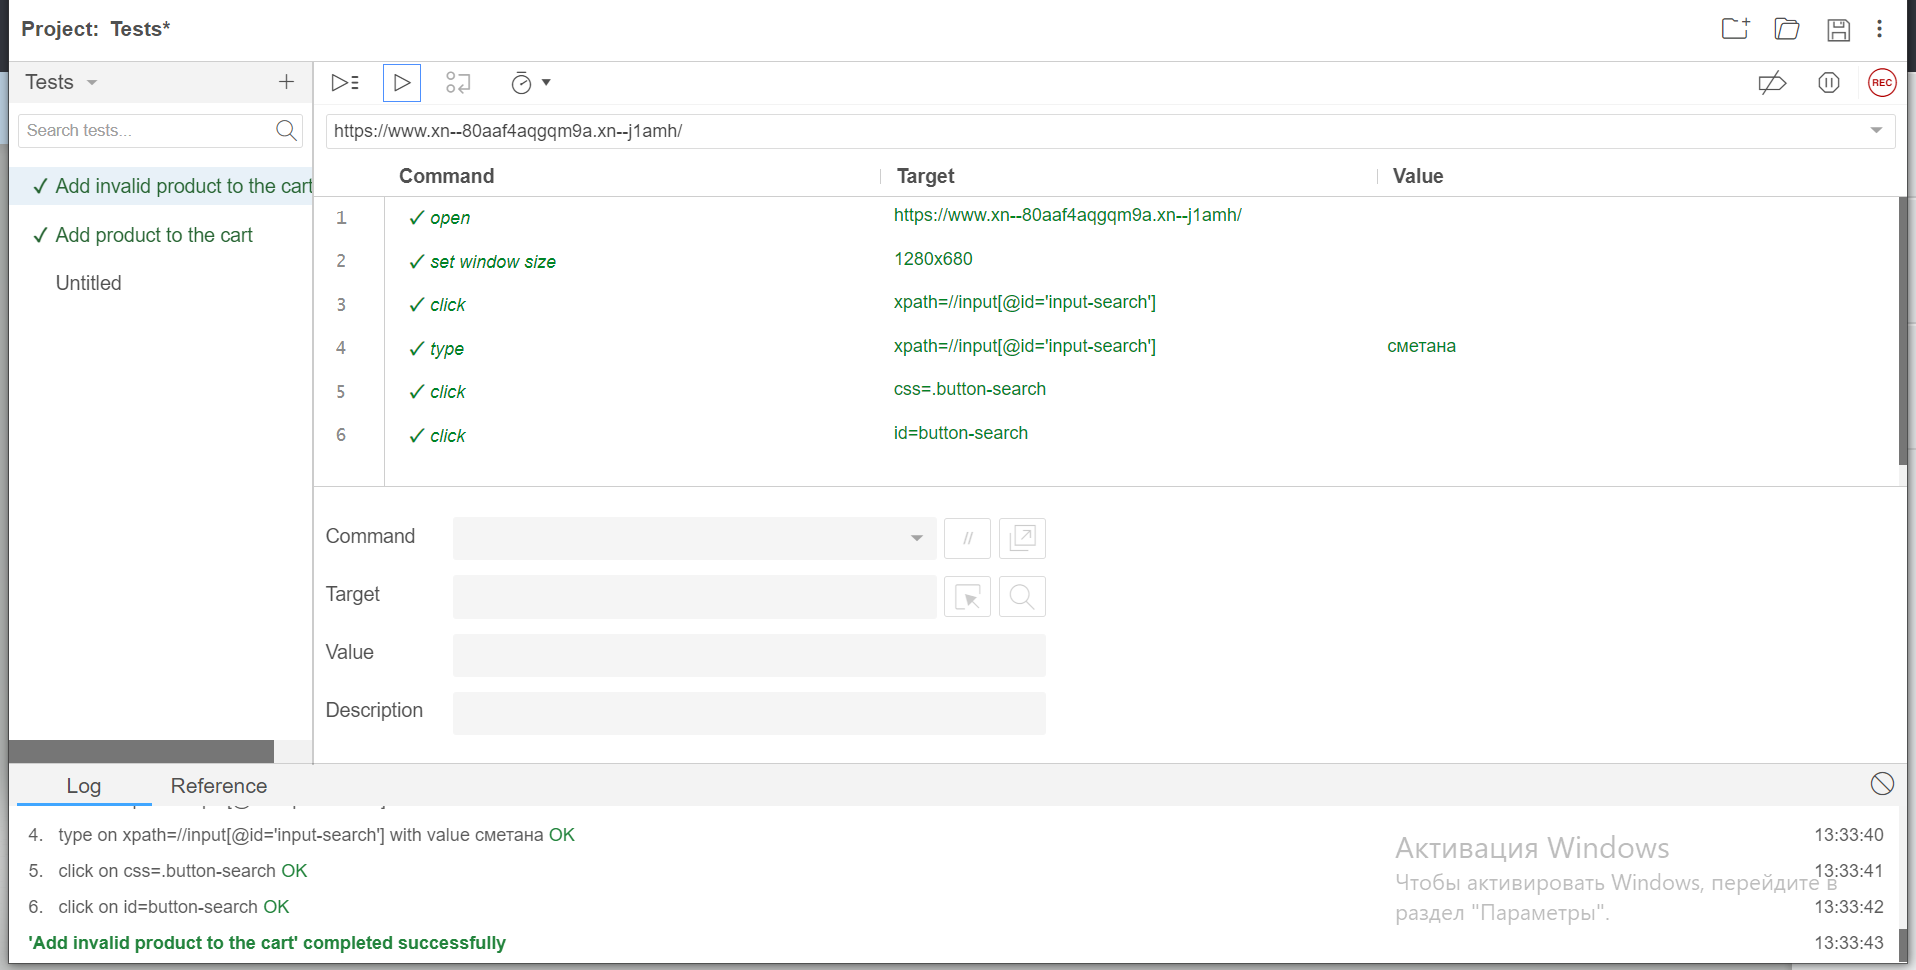 Project: Tests*
Tests
Search tests...
✓ Add invalid product to the cart
✓ Add product to the cart
Untitled
REC
https://www.xn--80aaf4aqgqm9a.xn--j1amh/
Command Target Value
1 ✓ open https://www.xn--80aaf4aqgqm9a.xn--j1amh/
2 ✓ set window size 1280x680
3 ✓ click xpath=//input[@id='input-search']
4 ✓ type xpath=//input[@id='input-search'] сметана
5 ✓ click css=.button-search
6 ✓ click id=button-search
Command //
Target
Value
Description
Log Reference
4. type on xpath=//input[@id='input-search'] with value сметана OK 13:33:40
5. click on css=.button-search OK 13:33:41
6. click on id=button-search OK 13:33:42
'Add invalid product to the cart' completed successfully 13:33:43
Активация Windows
Чтобы активировать Windows, перейдите в
раздел "Параметры".